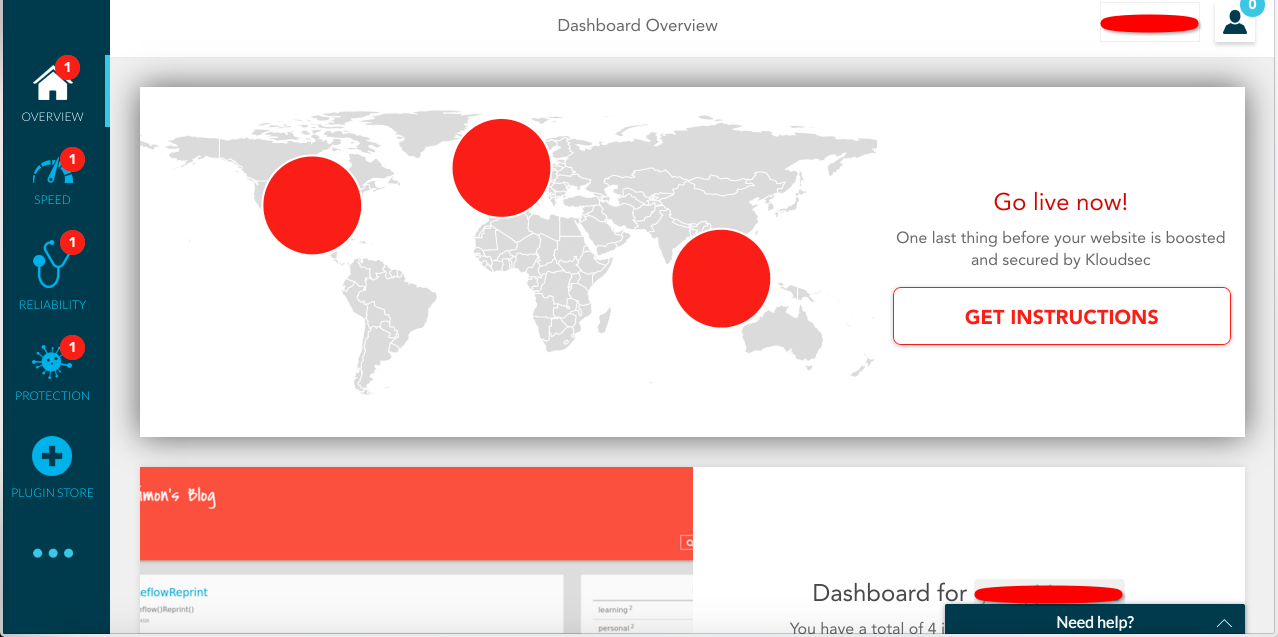 Dashboard Overview
0
1
OVERVIEW
1
SPEED
1
RELIABILITY
1
PROTECTION
PLUGIN STORE
Go live now!
One last thing before your website is boosted
and secured by Kloudsec
GET INSTRUCTIONS
imon's Blog
eflowReprint
eflow()Reprint()
learning 2
personal 2
Dashboard for
You have a total of 4 i
Need help?